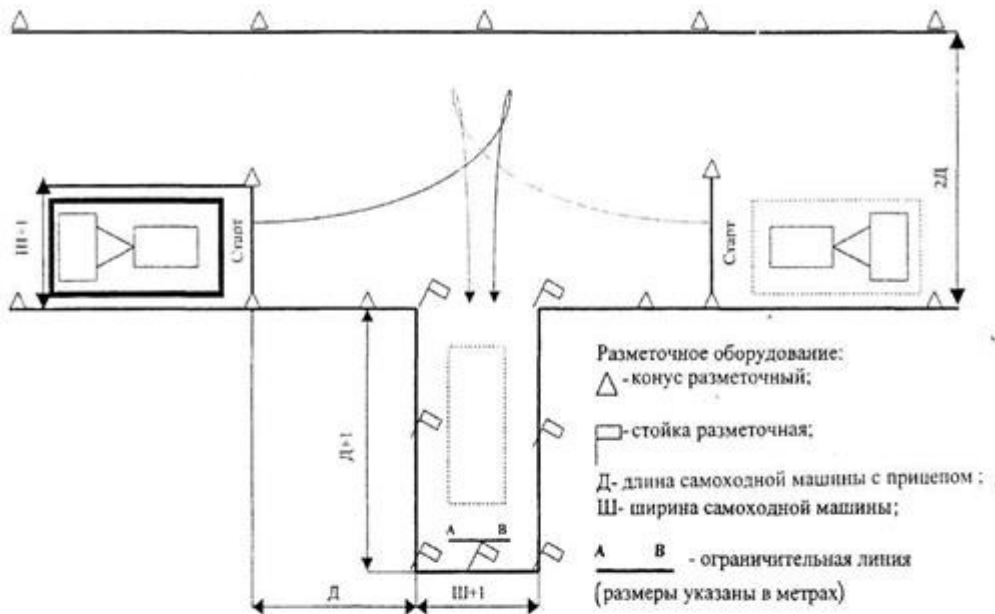 2Д
Ш+1
Старт
Старт
Д+1
А В
Д
Ш+1
Разметочное оборудование:
-конус разметочный;
-стойка разметочная;
Д- длина самоходной машины с прицепом ;
Ш- ширина самоходной машины;
А В
- ограничительная линия
(размеры указаны в метрах)